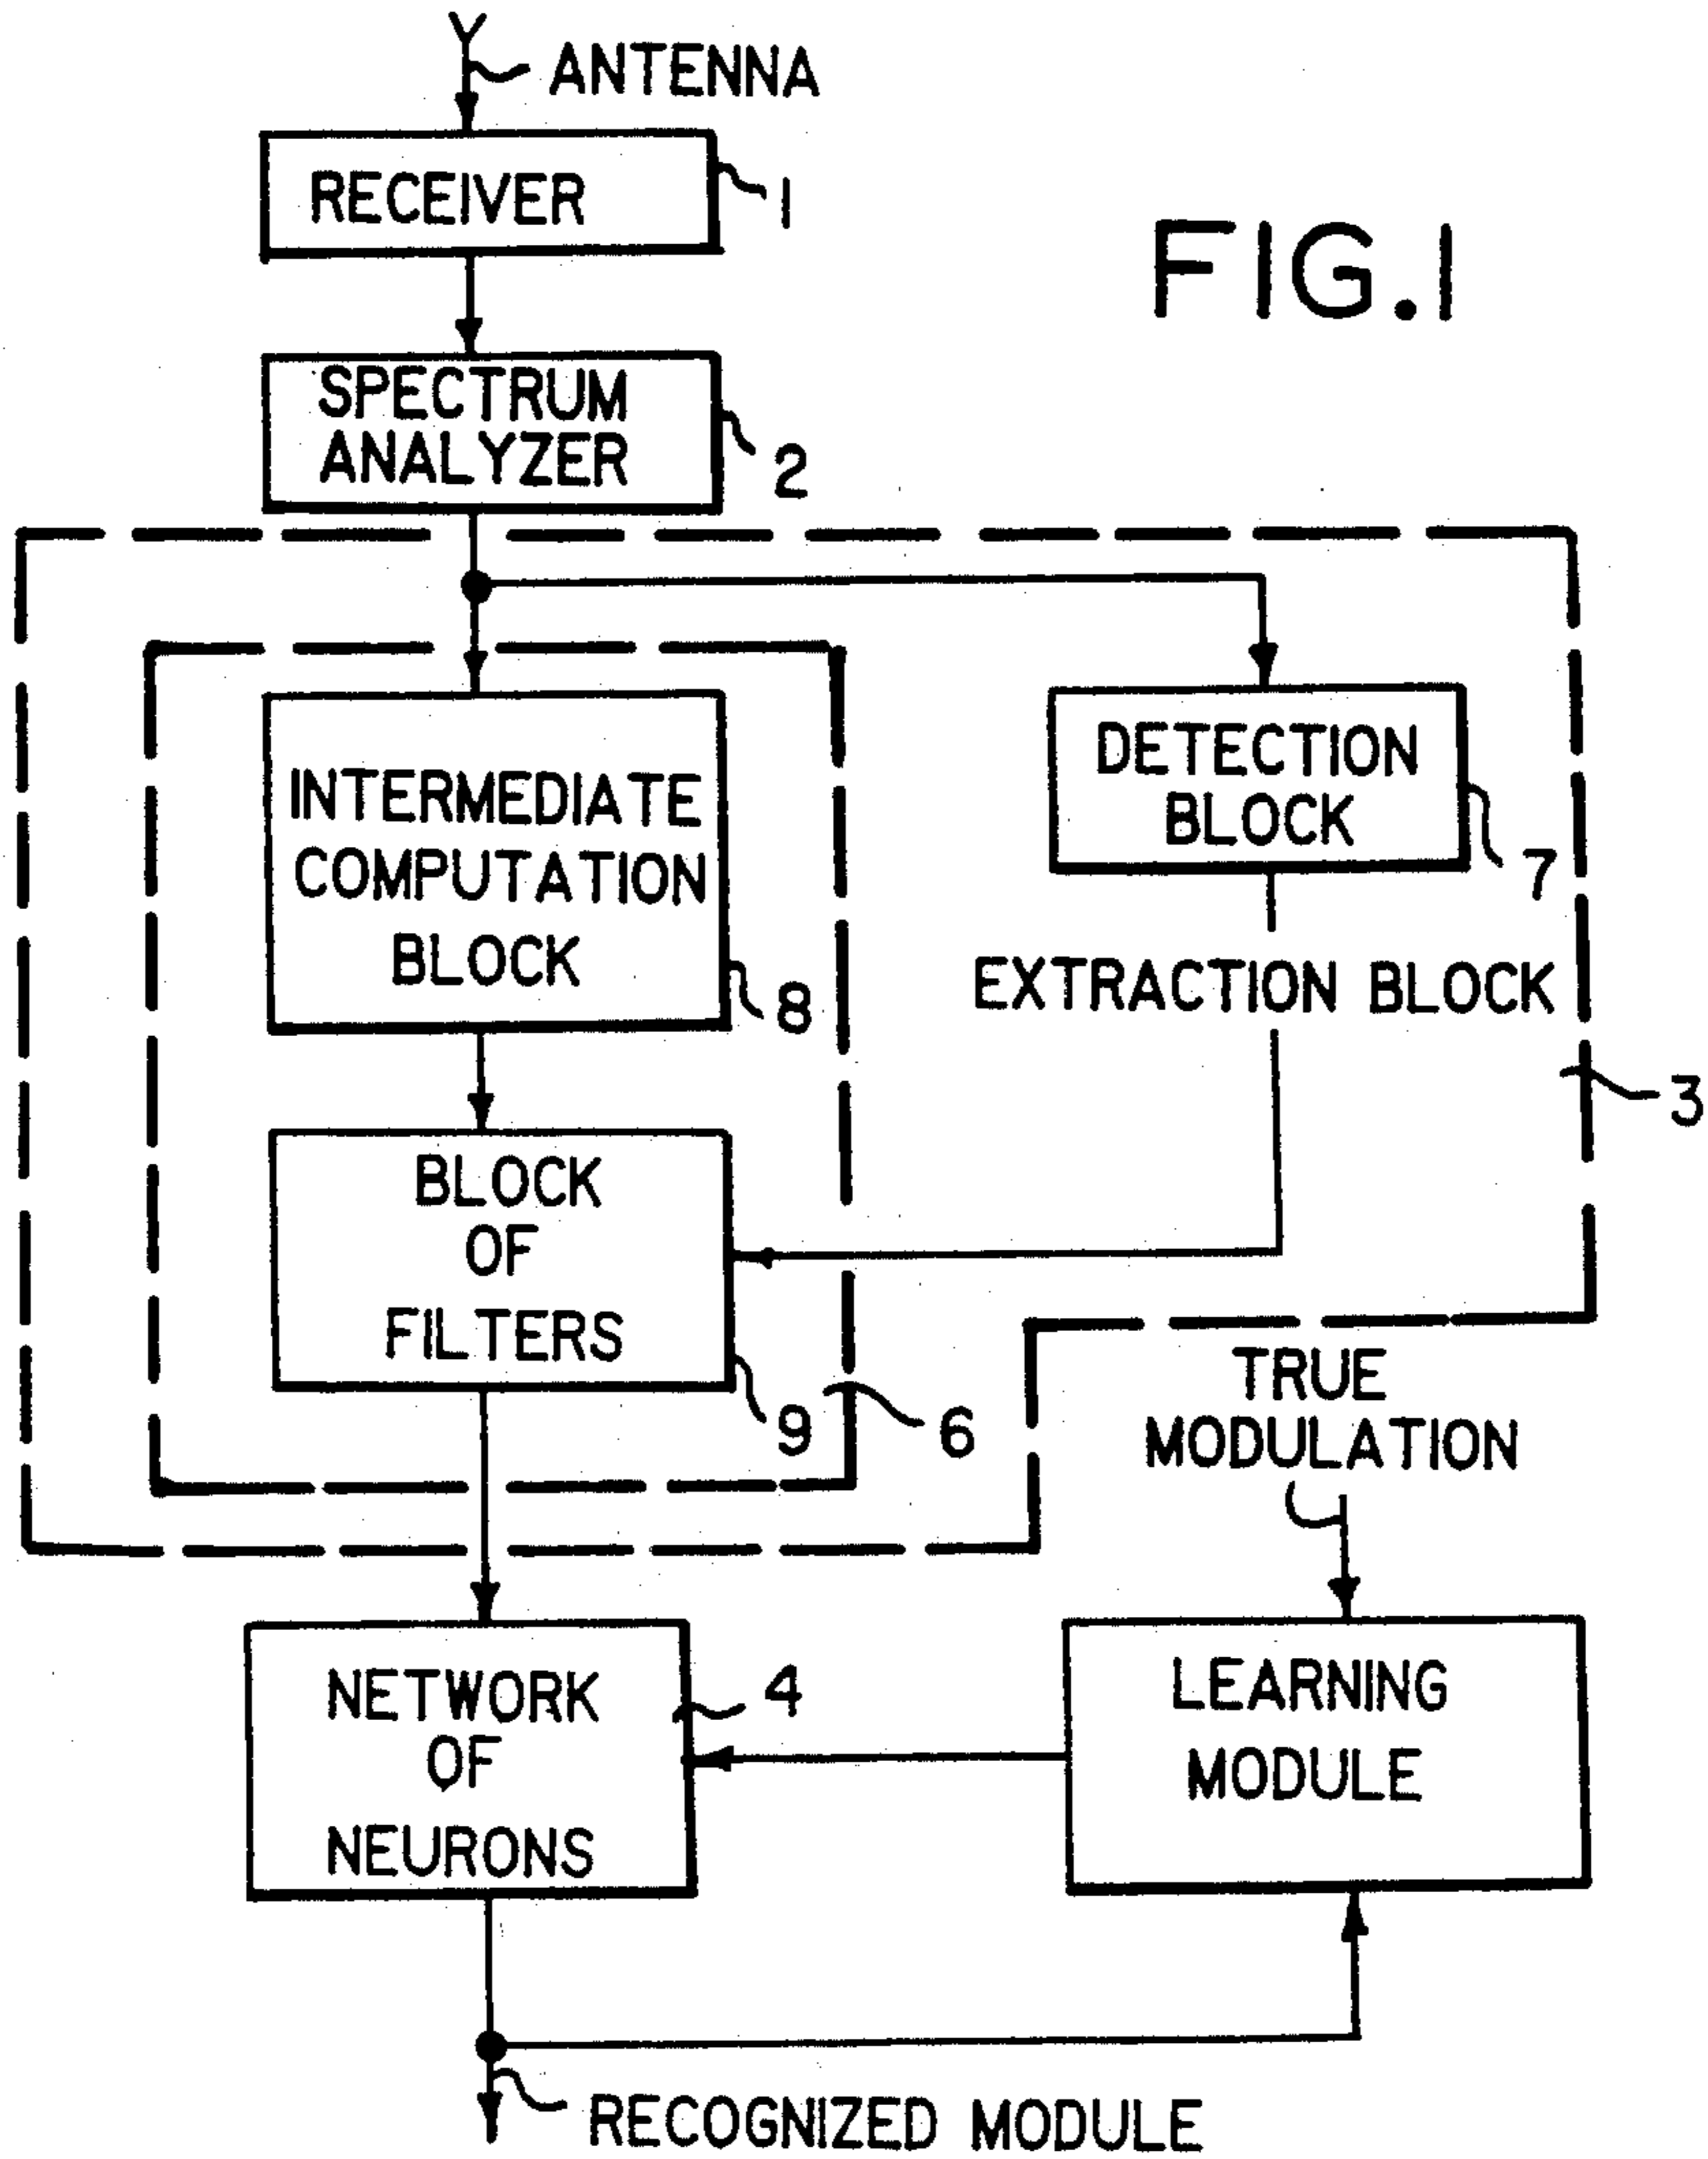 ANTENNA
RECEIVER
1
FIG.1
SPECTRUM
ANALYZER
2
DETECTION
BLOCK
7
INTERMEDIATE
COMPUTATION
BLOCK
8
EXTRACTION BLOCK
3
BLOCK
OF
FILTERS
9
6
TRUE
MODULATION
NETWORK
OF
NEURONS
4
LEARNING
MODULE
RECOGNIZED MODULE